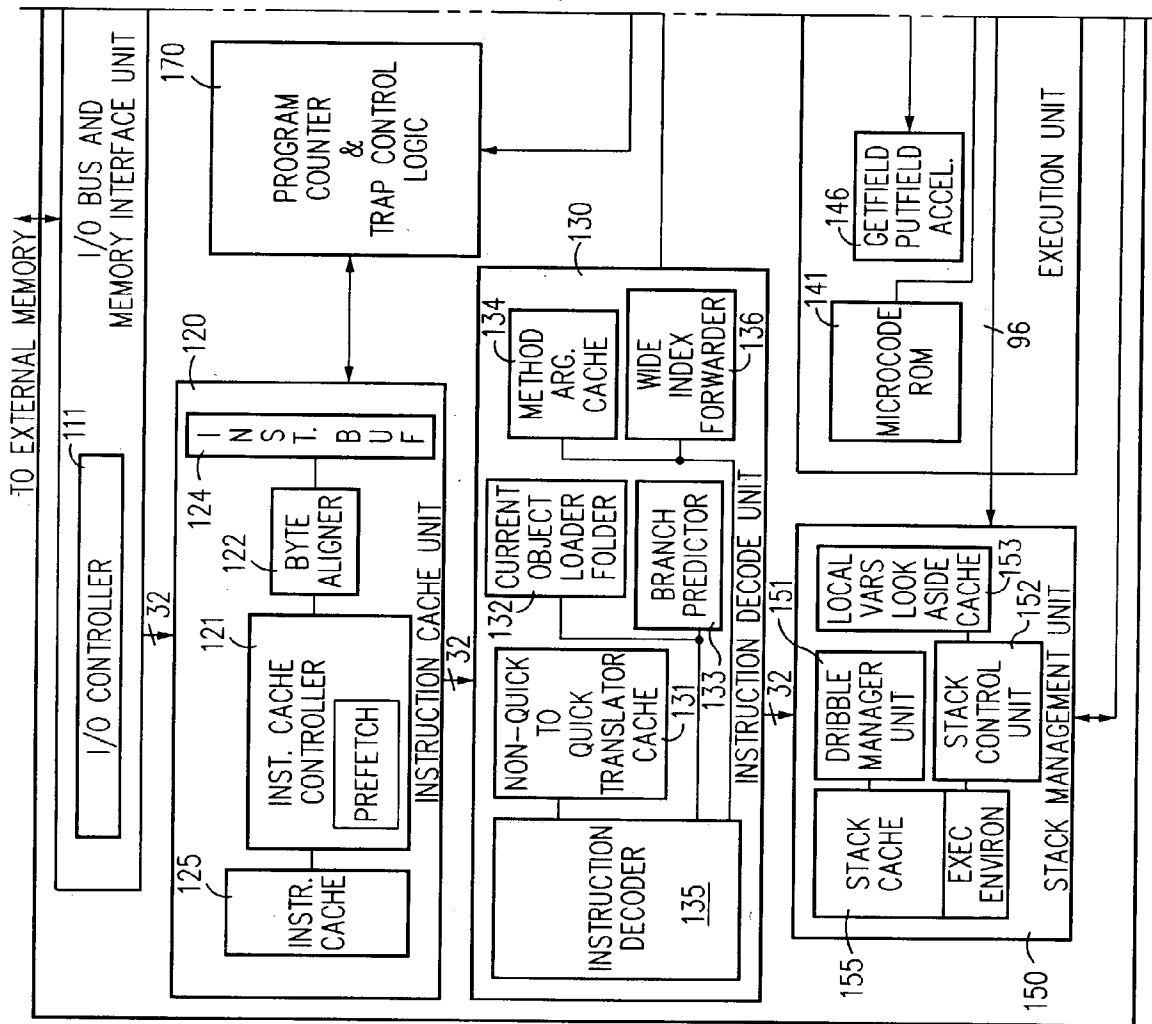 TO EXTERNAL MEMORY
I/O CONTROLLER
111
I/O BUS AND
MEMORY INTERFACE UNIT
32
120
125
INSTR.
CACHE
121
INST. CACHE
CONTROLLER
PREFETCH
122
BYTE
ALIGNER
124
INST. BUF
INSTRUCTION CACHE UNIT
170
PROGRAM
COUNTER
&
TRAP CONTROL
LOGIC
32
130
INSTRUCTION
DECODER
135
NON-QUICK
TO
QUICK
TRANSLATOR
CACHE
131
132
CURRENT
OBJECT
LOADER
FOLDER
BRANCH
PREDICTOR
133
134
METHOD
ARG.
CACHE
WIDE
INDEX
FORWARDER
136
INSTRUCTION DECODE UNIT
32
STACK
CACHE
155
EXEC
ENVIRON
DRIBBLE
MANAGER
UNIT
151
STACK
CONTROL
UNIT
152
LOCAL
VARS
LOOK
ASIDE
CACHE
153
STACK MANAGEMENT UNIT
150
141
MICROCODE
ROM
146
GETFIELD
PUTFIELD
ACCEL.
96
EXECUTION UNIT